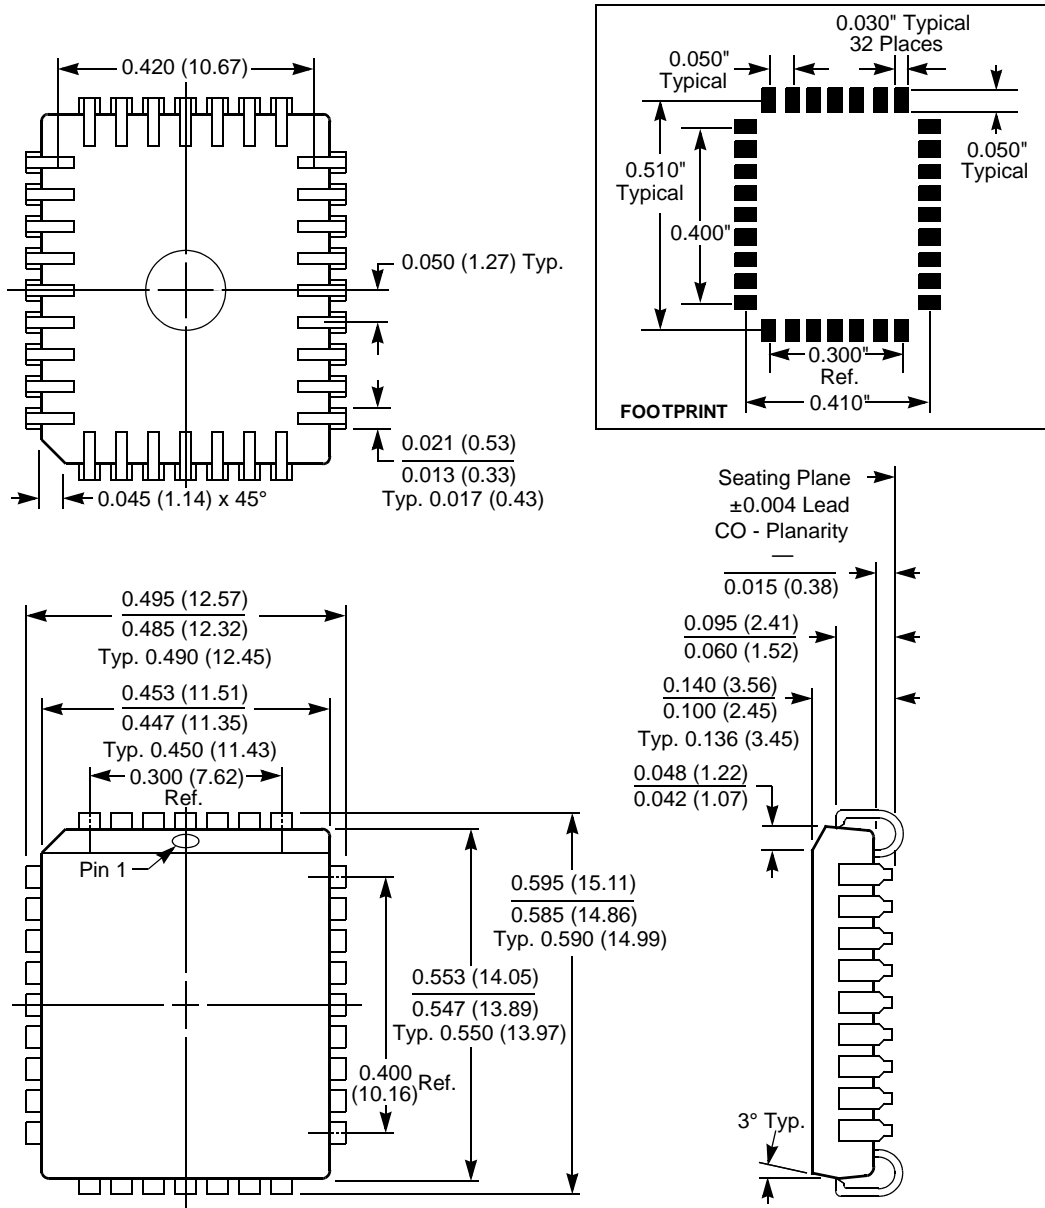 0.420 (10.67)
0.050 (1.27) Typ.
0.021 (0.53)
0.013 (0.33)
Typ. 0.017 (0.43)
0.045 (1.14) x 45°
0.030" Typical
32 Places
0.050"
Typical
0.050"
Typical
0.510"
Typical
0.400"
0.300"
Ref.
0.410"
FOOTPRINT
Seating Plane
±0.004 Lead
CO - Planarity
—
0.015 (0.38)
0.095 (2.41)
0.060 (1.52)
0.140 (3.56)
0.100 (2.45)
Typ. 0.136 (3.45)
0.048 (1.22)
0.042 (1.07)
3° Typ.
0.495 (12.57)
0.485 (12.32)
Typ. 0.490 (12.45)
0.453 (11.51)
0.447 (11.35)
Typ. 0.450 (11.43)
0.300 (7.62)
Ref.
Pin 1
0.595 (15.11)
0.585 (14.86)
Typ. 0.590 (14.99)
0.553 (14.05)
0.547 (13.89)
Typ. 0.550 (13.97)
0.400
(10.16) Ref.